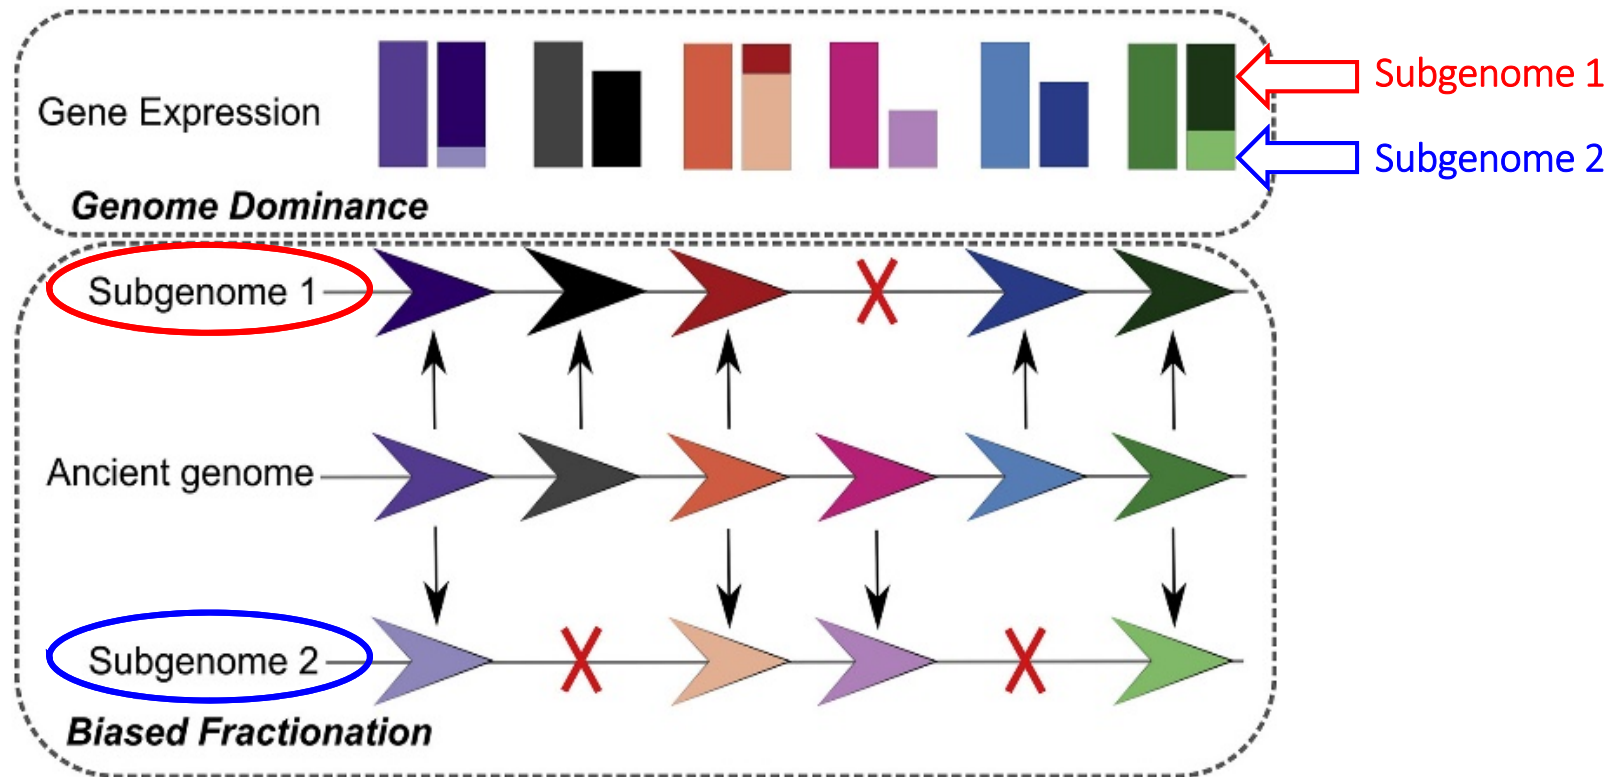 Gene Expression
Subgenome 1
Subgenome 2
Genome Dominance
Subgenome 1
Ancient genome
Subgenome 2
Biased Fractionation